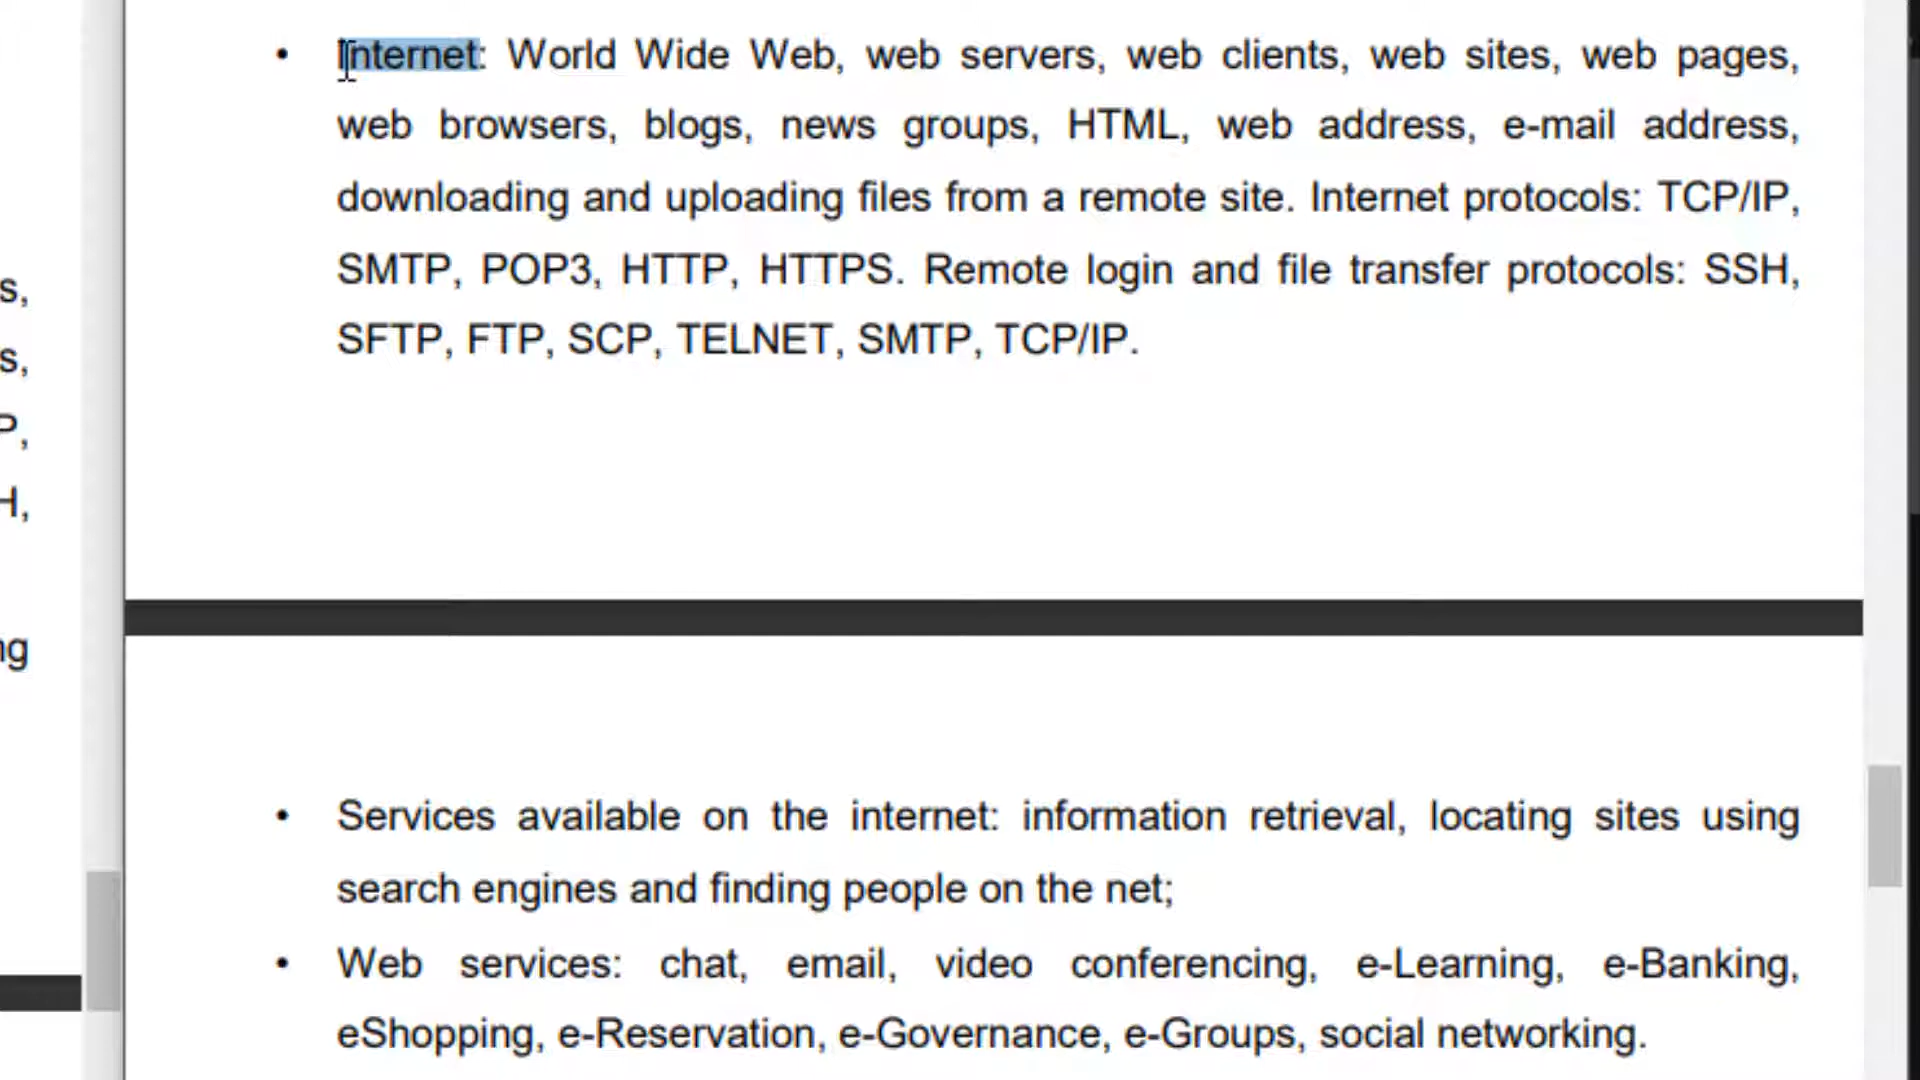 • Internet: World Wide Web, web servers, web clients, web sites, web pages,
web browsers, blogs, news groups, HTML, web address, e-mail address,
downloading and uploading files from a remote site. Internet protocols: TCP/IP,
SMTP, POP3, HTTP, HTTPS. Remote login and file transfer protocols: SSH,
SFTP, FTP, SCP, TELNET, SMTP, TCP/IP.
s,
s,
P,
H,
ng
• Services available on the internet: information retrieval, locating sites using
search engines and finding people on the net;
• Web services: chat, email, video conferencing, e-Learning, e-Banking,
eShopping, e-Reservation, e-Governance, e-Groups, social networking.